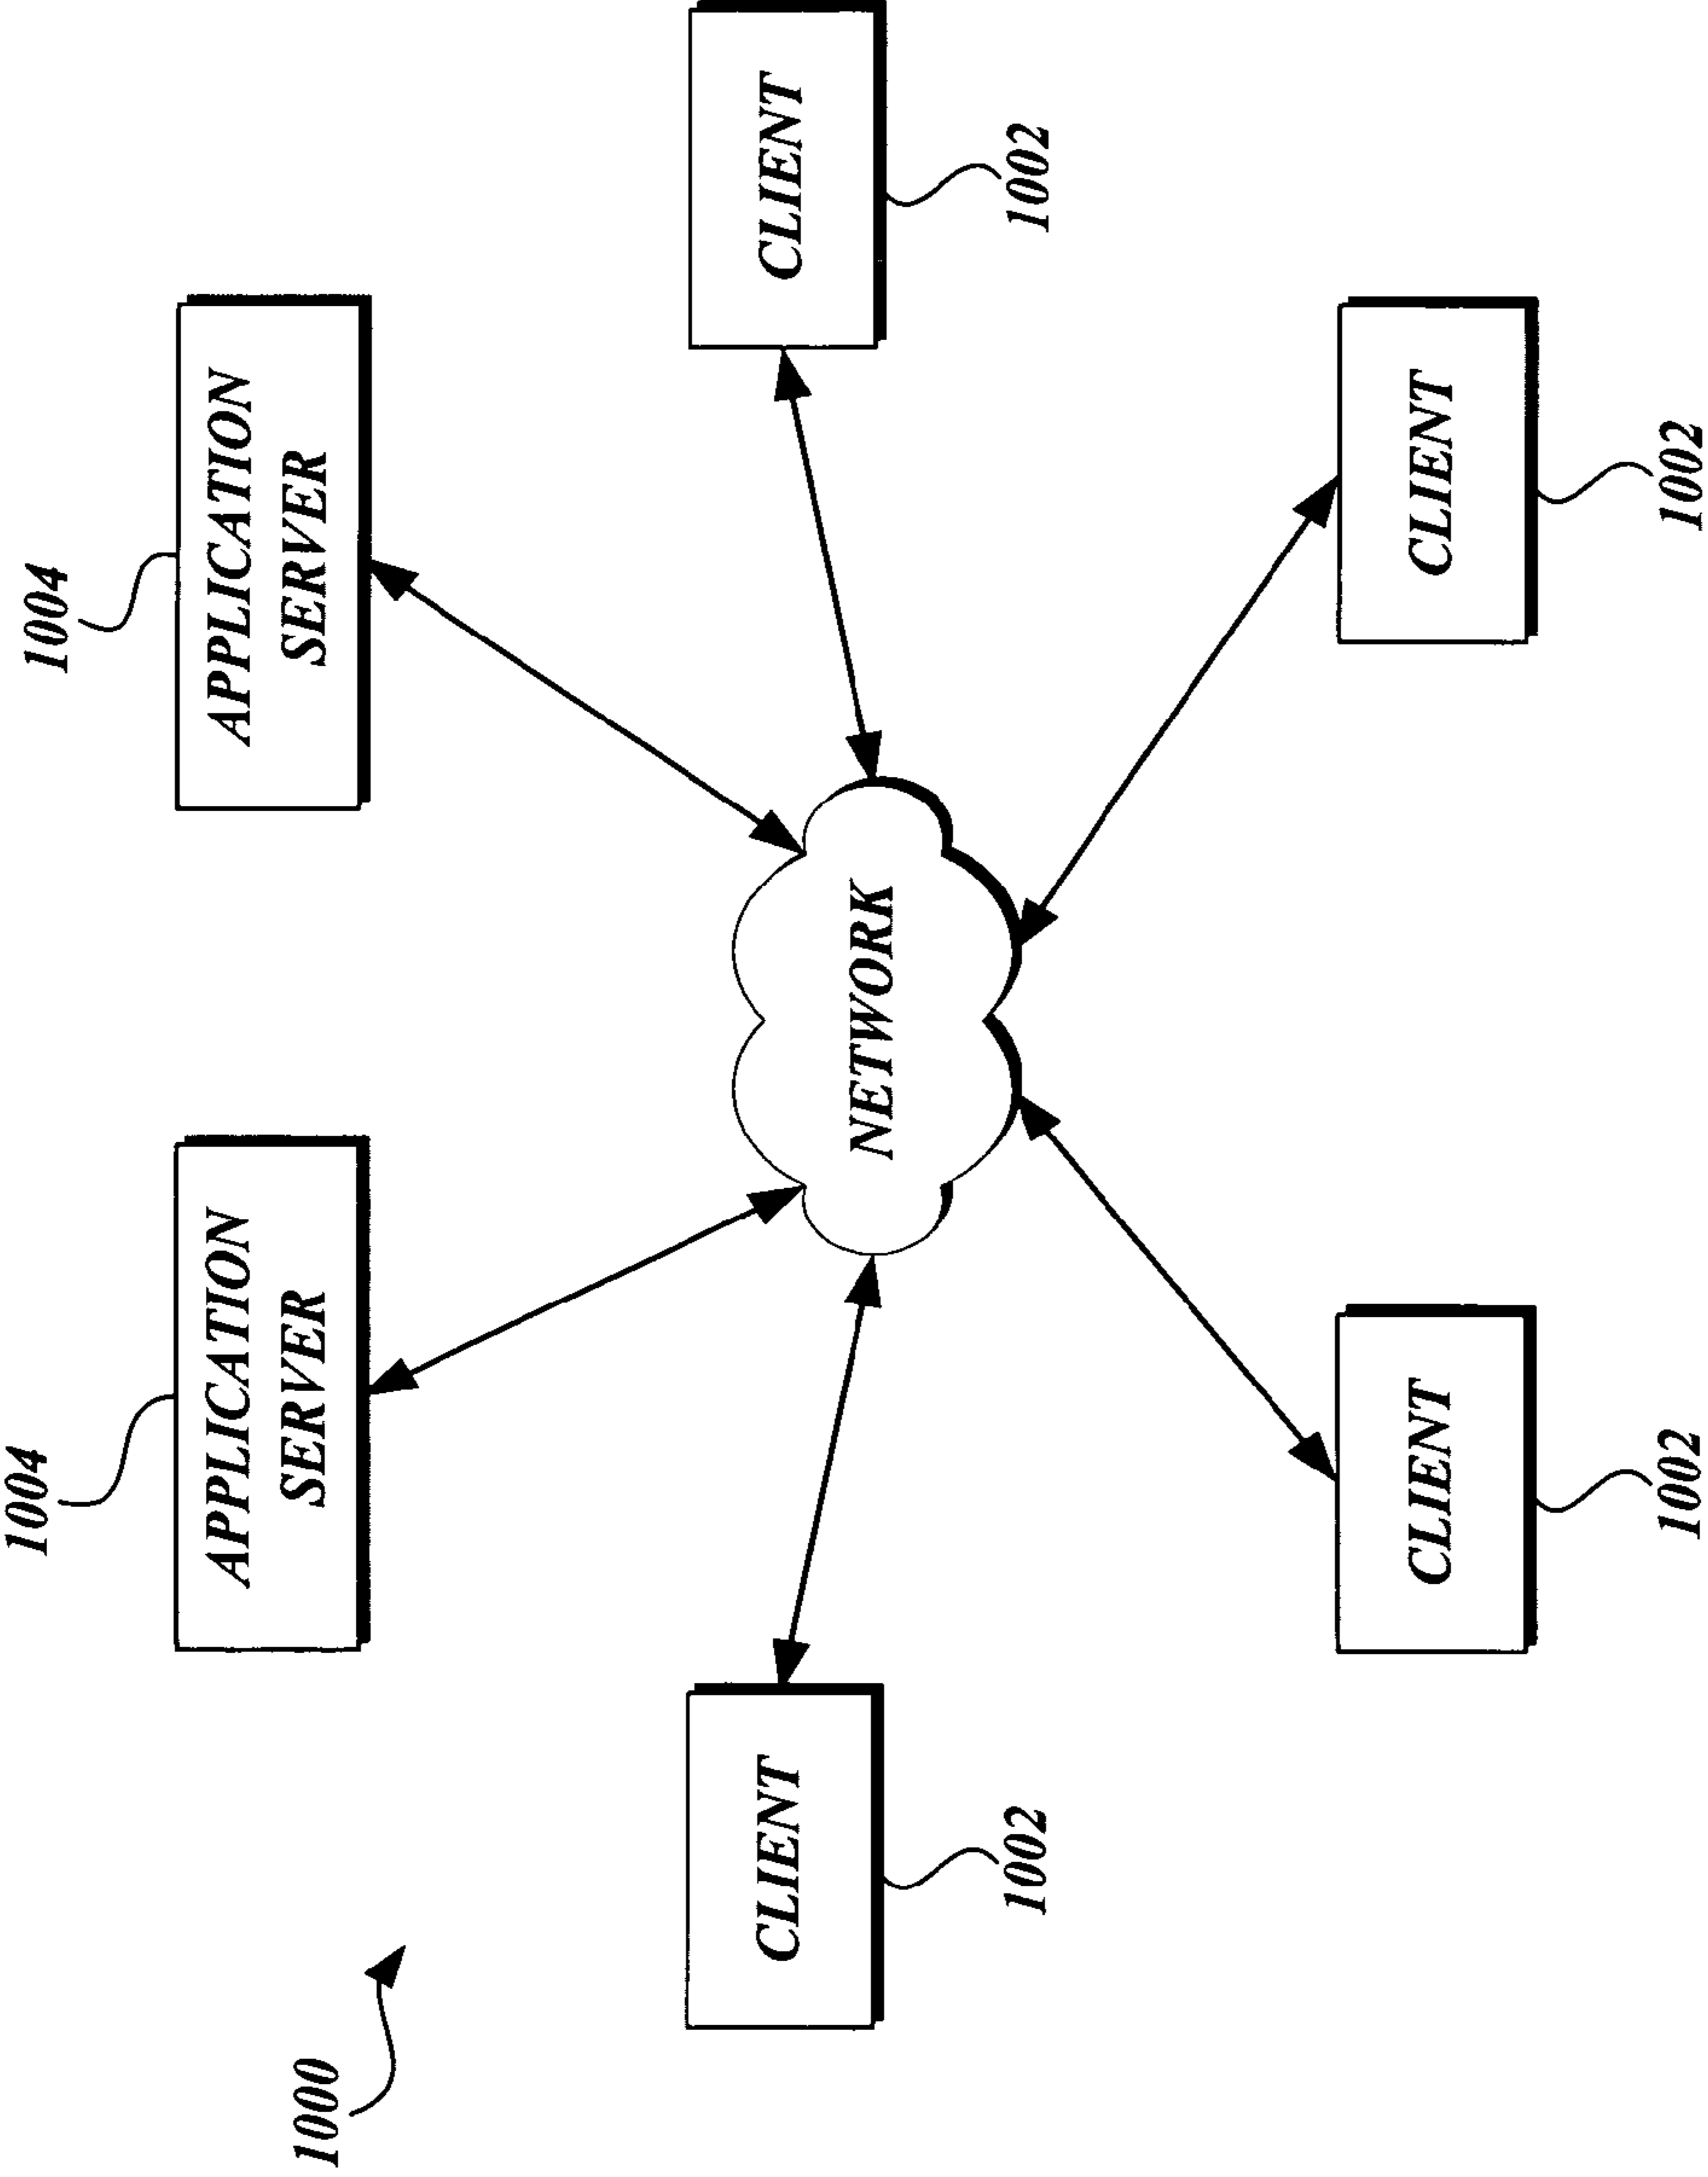 1004
1004
APPLICATION
SERVER
APPLICATION
SERVER
1000
CLIENT
NETWORK
CLIENT
1002
1002
CLIENT
CLIENT
1002
1002